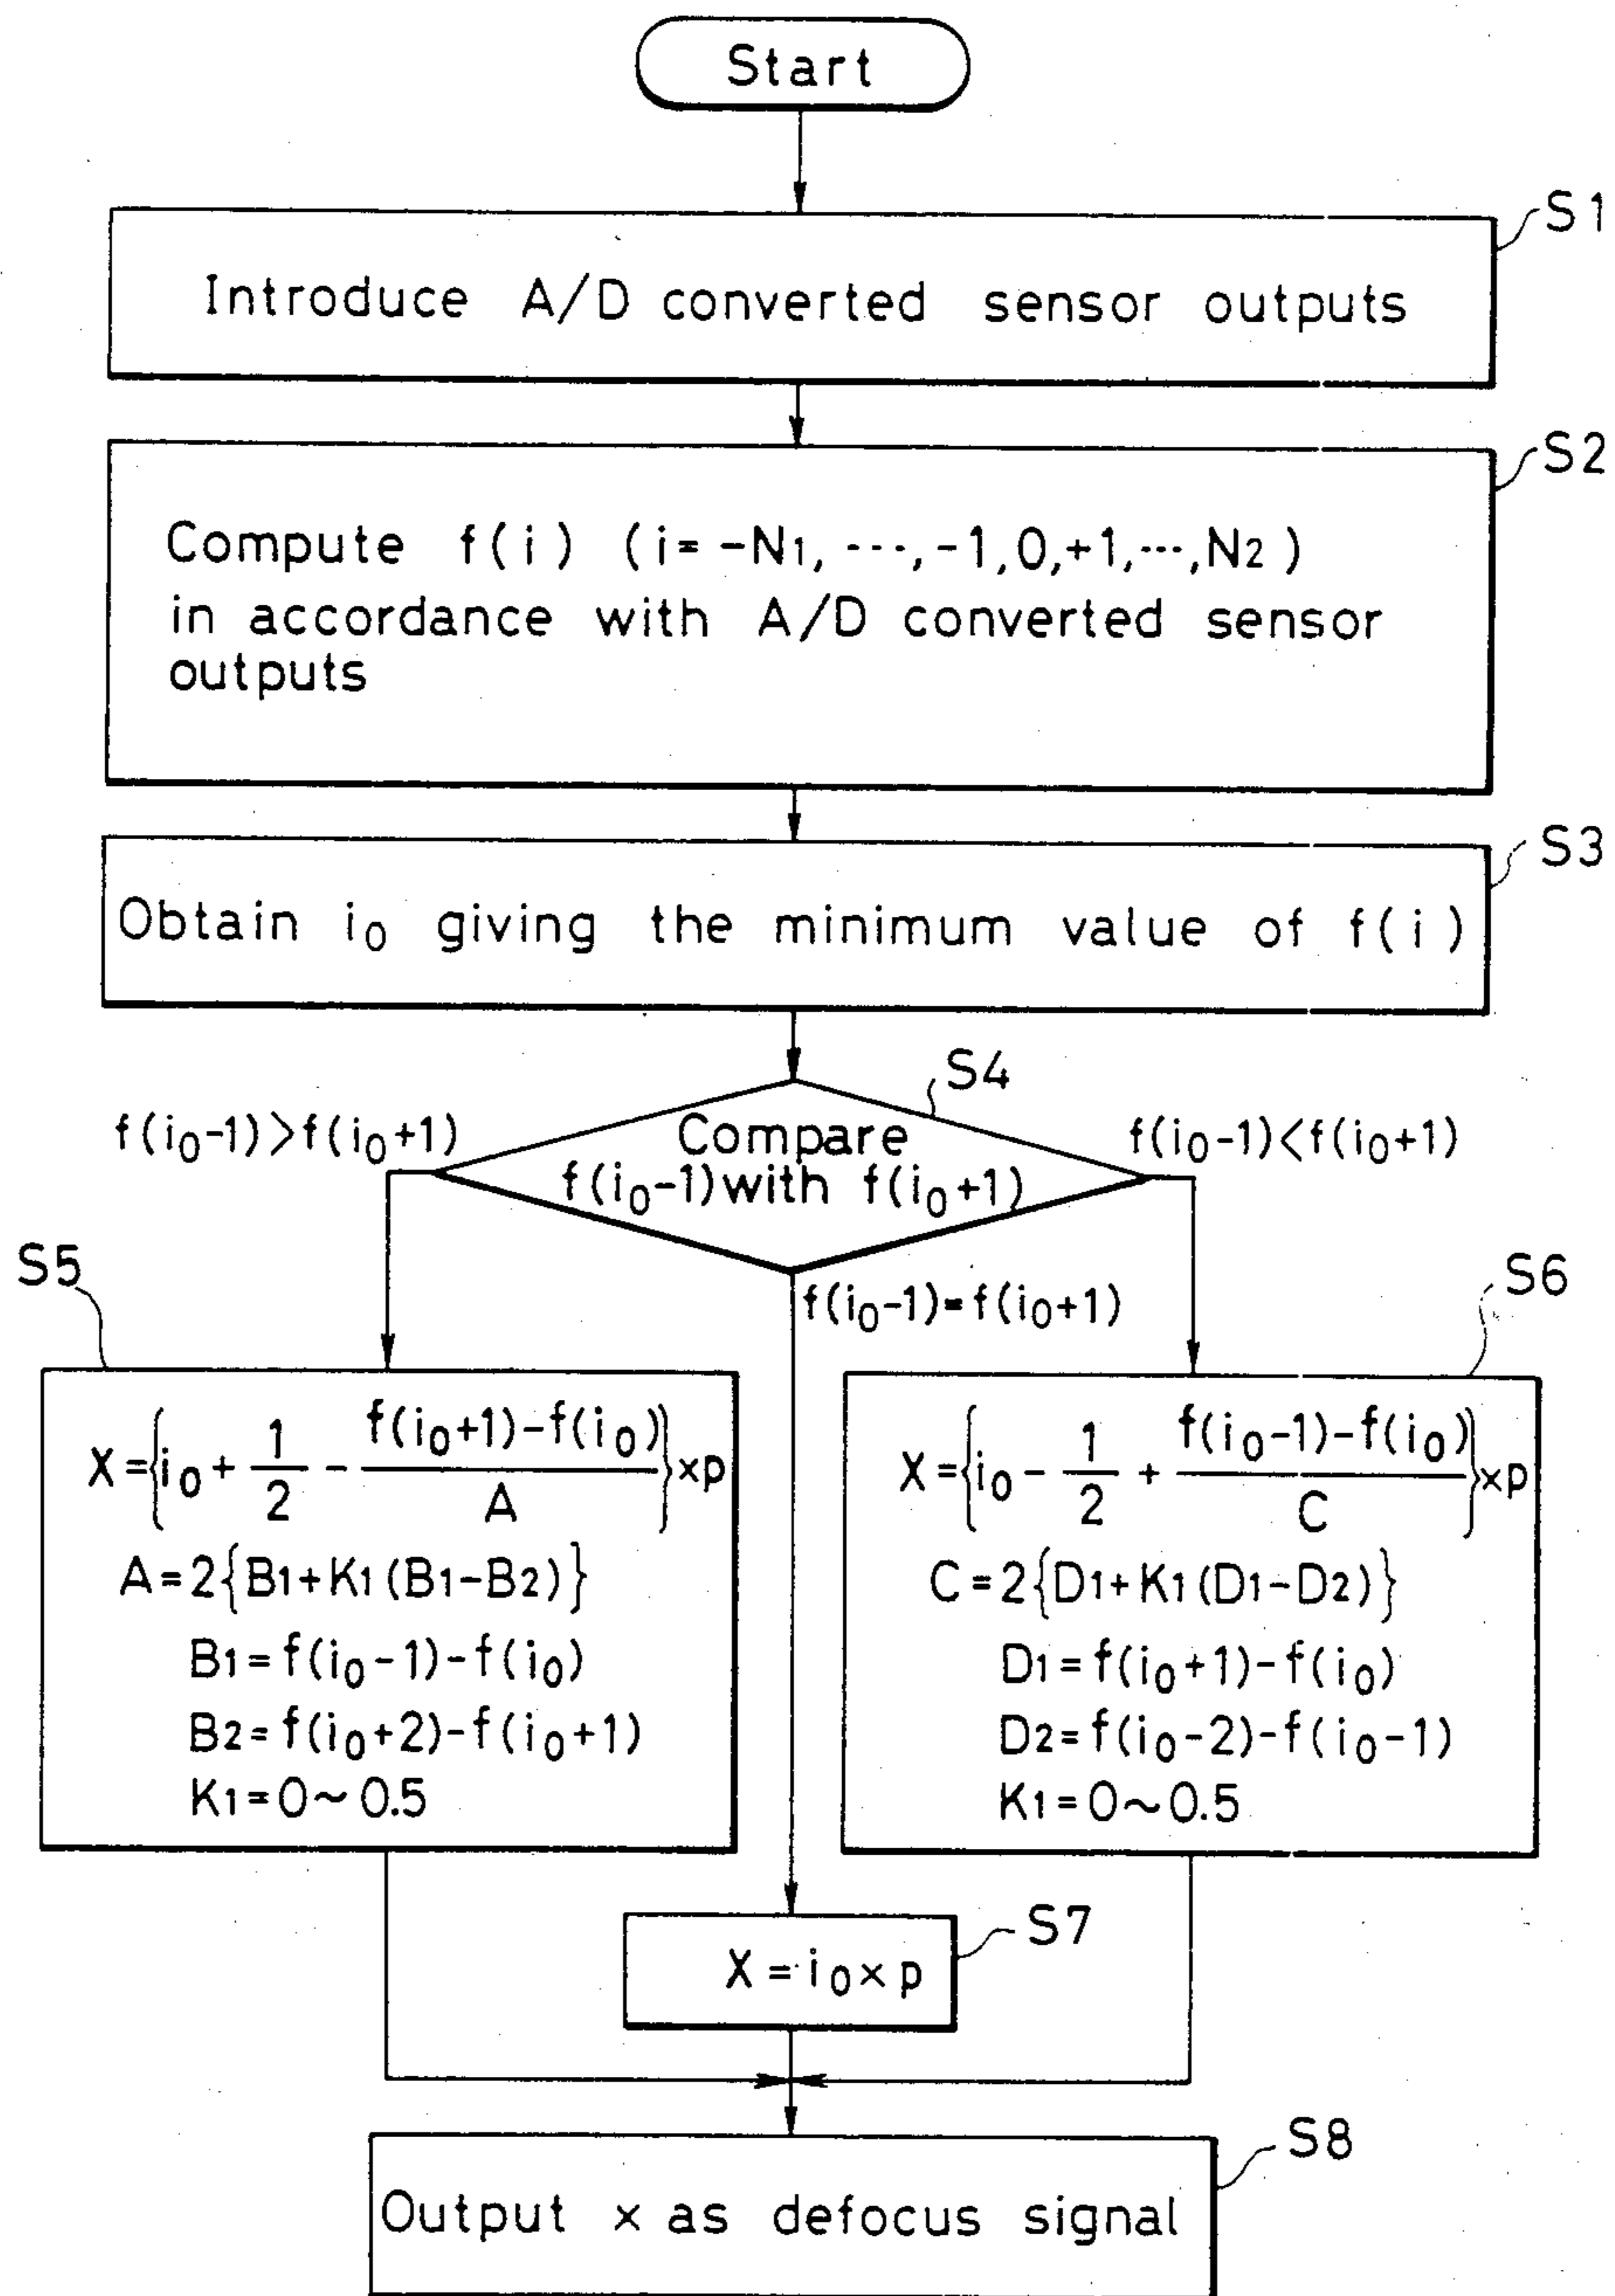 Start
S1
Introduce A/D converted sensor outputs
S2
Compute f(i) (i= -N1, ---, -1,0,+1,---,N2)
in accordance with A/D converted sensor
outputs
S3
Obtain i0 giving the minimum value of f(i)
S4
f(i0-1)>f(i0+1)
Compare
f(i0-1) with f(i0+1)
f(i0-1)<f(i0+1)
f(i0-1)=f(i0+1)
S5
X={i0+1/2-(f(i0+1)-f(i0))/A}×p
A=2{B1+K1(B1-B2)}
B1=f(i0-1)-f(i0)
B2=f(i0+2)-f(i0+1)
K1=0~0.5
S6
X={i0-1/2+(f(i0-1)-f(i0))/C}×p
C=2{D1+K1(D1-D2)}
D1=f(i0+1)-f(i0)
D2=f(i0-2)-f(i0-1)
K1=0~0.5
S7
X=i0×p
S8
Output x as defocus signal